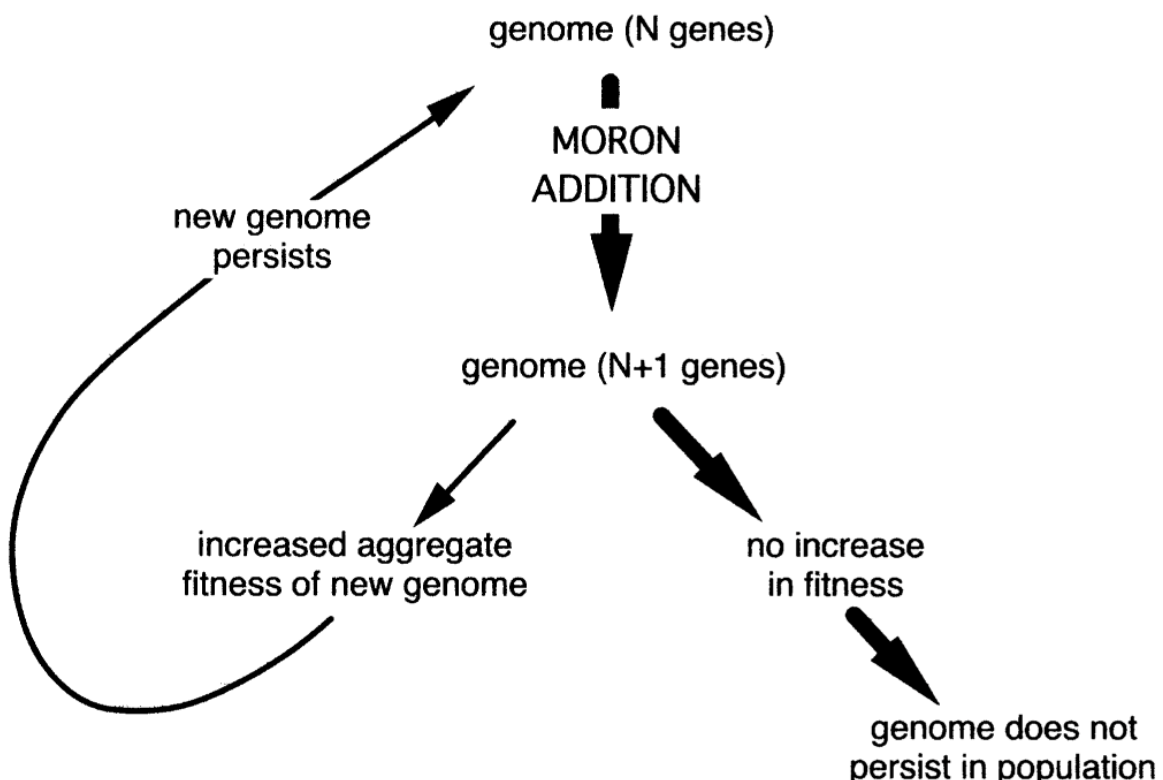 genome (N genes)
MORON
ADDITION
new genome
persists
genome (N+1 genes)
increased aggregate
fitness of new genome
no increase
in fitness
genome does not
persist in population